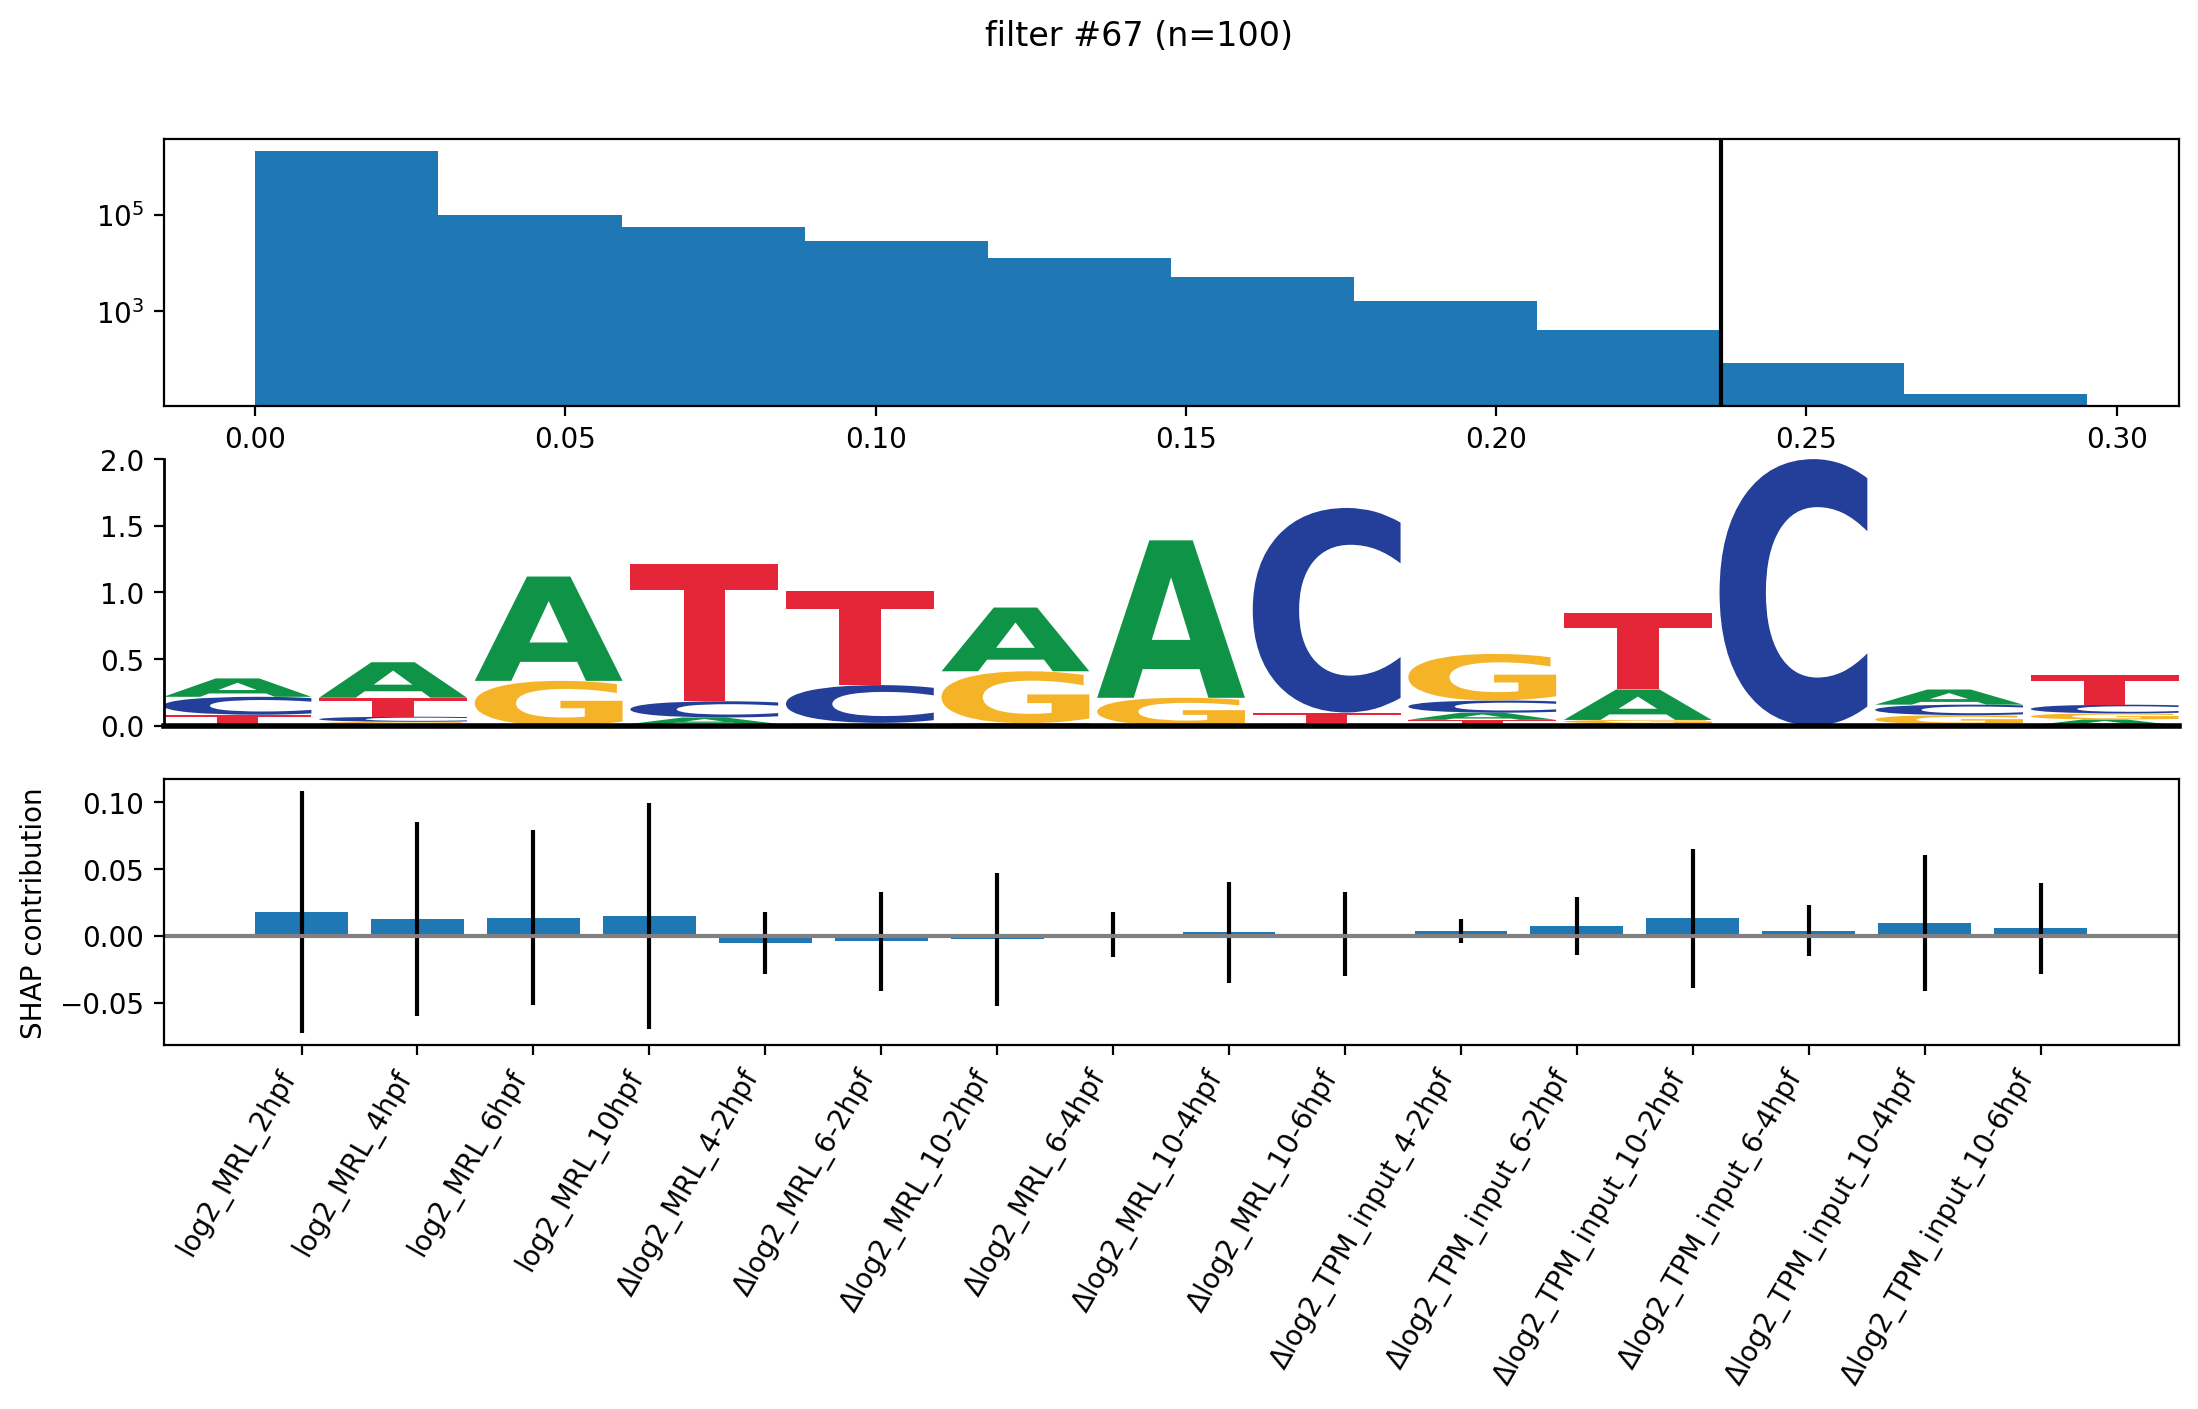 filter #67 (n=100)
10^5
10^3
0.00 0.05 0.10 0.15 0.20 0.25 0.30
2.0
1.5
1.0
0.5
0.0
A A A T T A A C G T C A T
C T G C C G G T C A C C
T C A A G G G
T A
SHAP contribution
0.10
0.05
0.00
−0.05
log2_MRL_2hpf
log2_MRL_4hpf
log2_MRL_6hpf
log2_MRL_10hpf
Δlog2_MRL_4-2hpf
Δlog2_MRL_6-2hpf
Δlog2_MRL_10-2hpf
Δlog2_MRL_6-4hpf
Δlog2_MRL_10-4hpf
Δlog2_MRL_10-6hpf
Δlog2_TPM_input_4-2hpf
Δlog2_TPM_input_6-2hpf
Δlog2_TPM_input_10-2hpf
Δlog2_TPM_input_6-4hpf
Δlog2_TPM_input_10-4hpf
Δlog2_TPM_input_10-6hpf